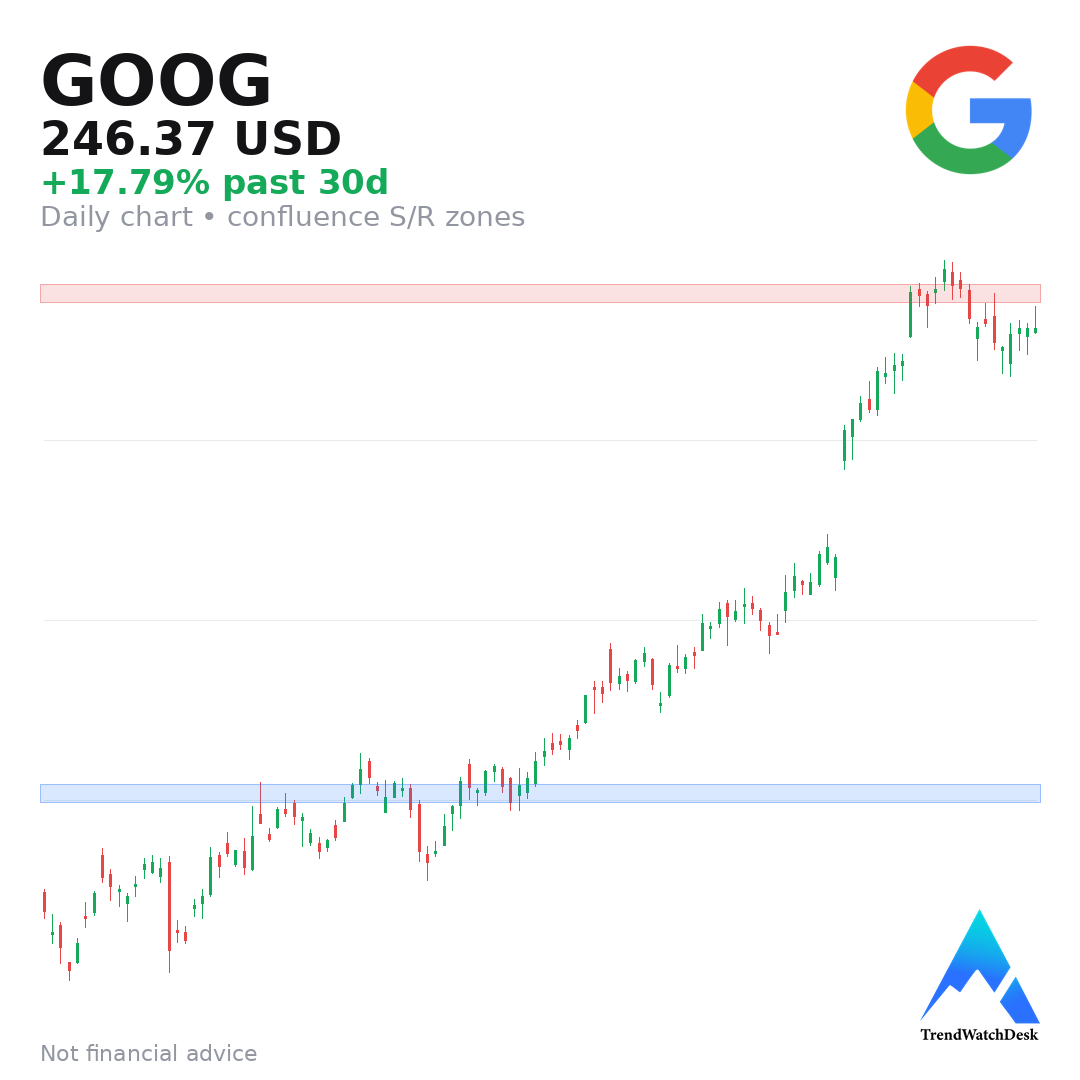 GOOG
246.37 USD
+17.79% past 30d
Daily chart • confluence S/R zones
TrendWatchDesk
Not financial advice